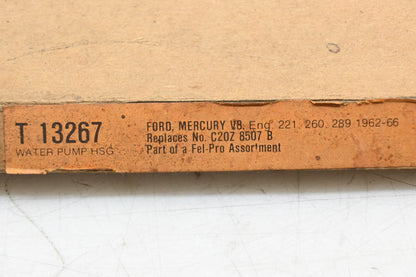 T 13267
WATER PUMP HSG
FORD, MERCURY V8, Eng 221, 260, 289 1962-66
Replaces No. C2OZ 8507 B
Part of a Fel-Pro Assortment